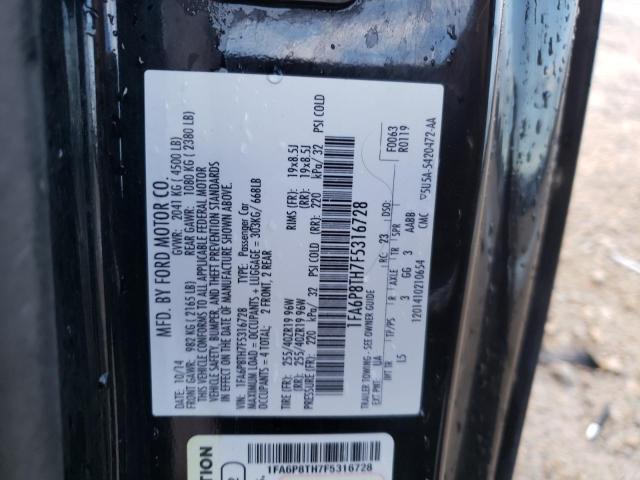 MFD. BY FORD MOTOR CO.
DATE: 10/14 GVWR: 2041 KG ( 4500 LB)
FRONT GAWR: 982 KG ( 2165 LB) REAR GAWR: 1080 KG ( 2380 LB)
THIS VEHICLE CONFORMS TO ALL APPLICABLE FEDERAL MOTOR
VEHICLE SAFETY, BUMPER, AND THEFT PREVENTION STANDARDS
IN EFFECT ON THE DATE OF MANUFACTURE SHOWN ABOVE.
VIN: 1FA6P8TH7F5316728 TYPE: Passenger Car
MAXIMUM LOAD = OCCUPANTS + LUGGAGE = 303KG/ 668LB
OCCUPANTS = 4 TOTAL: 2 FRONT, 2 REAR
TIRE (FR): 255/40ZR19 96W RIMS (FR): 19x8.5J
(RR): 255/40ZR19 96W (RR): 19x8.5J
PRESSURE (FR): 220 kPa/ 32 PSI COLD (RR): 220 kPa/ 32 PSI COLD
1FA6P8TH7F5316728
F0063
R0119
TRAILER TOWING - SEE OWNER GUIDE
EXT PNT: UA RC: 23 DSO:
INT TR TP/PS R TR SPR
L5 3 GG 3 AABB
1201410210654 CMC
5U5A-5420472-AA
TION
1FA6P8TH7F5316728